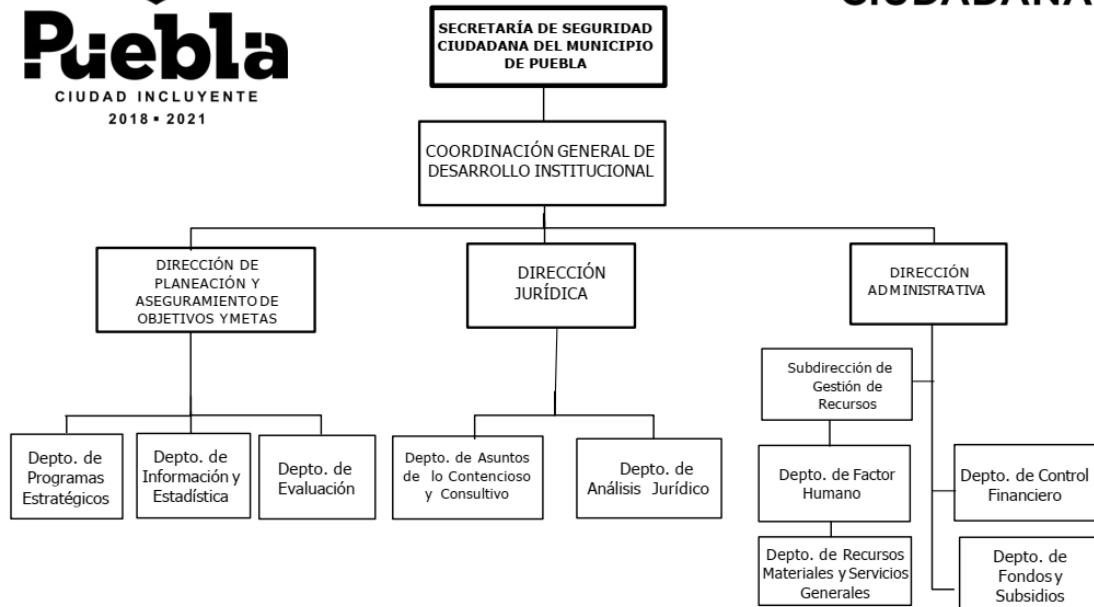 CIUDADANA
Puebla
CIUDAD INCLUYENTE
2018 ▪ 2021
SECRETARÍA DE SEGURIDAD
CIUDADANA DEL MUNICIPIO
DE PUEBLA
COORDINACIÓN GENERAL DE
DESARROLLO INSTITUCIONAL
DIRECCIÓN DE
PLANEACIÓN Y
ASEGURAMIENTO DE
OBJETIVOS Y METAS
DIRECCIÓN
JURÍDICA
DIRECCIÓN
ADMINISTRATIVA
Subdirección de
Gestión de
Recursos
Depto. de
Programas
Estratégicos
Depto. de
Información y
Estadística
Depto. de
Evaluación
Depto. de Asuntos
de lo Contencioso
y Consultivo
Depto. de
Análisis Jurídico
Depto. de Factor
Humano
Depto. de Control
Financiero
Depto. de Recursos
Materiales y Servicios
Generales
Depto. de
Fondos y
Subsidios